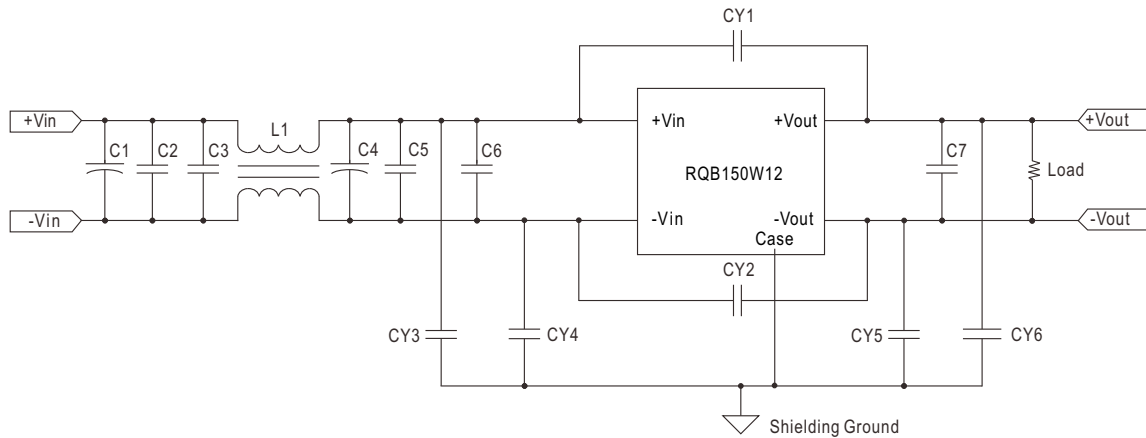 CY1
+Vin
L1
+Vin
+Vout
+Vout
C1
C2
C3
C4
C5
C6
C7
RQB150W12
Load
-Vin
-Vin
-Vout
-Vout
Case
CY2
CY3
CY4
CY5
CY6
Shielding Ground